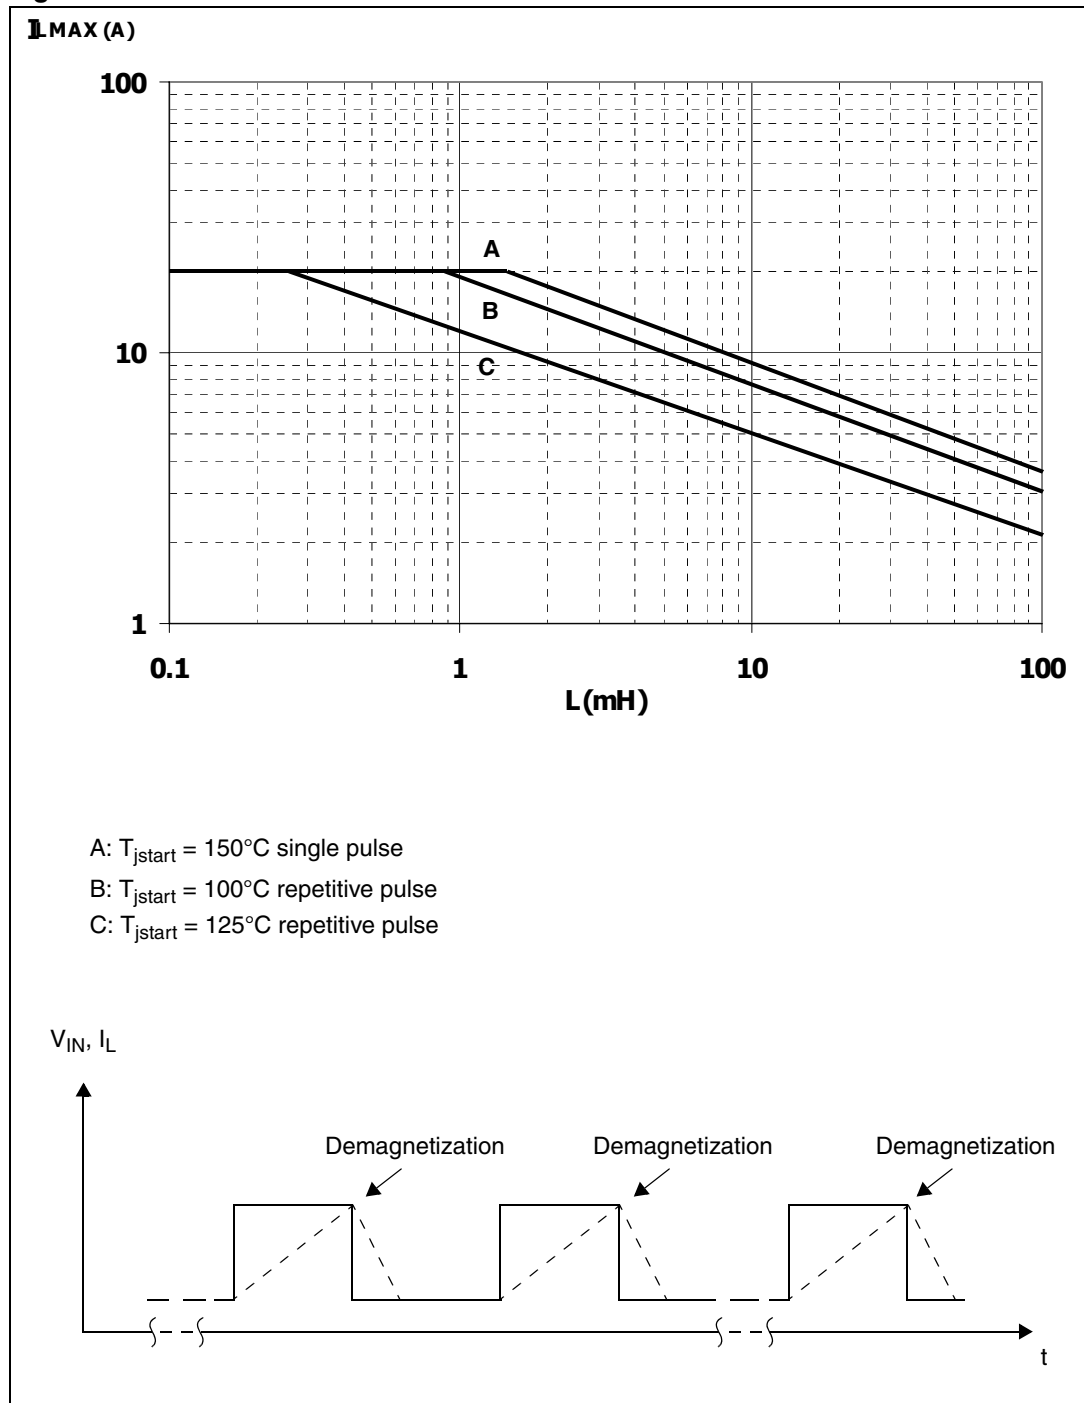 ILMAX (A)
100
A
B
10
C
1
0.1 1 10 100
L(mH)
A: Tjstart = 150°C single pulse
B: Tjstart = 100°C repetitive pulse
C: Tjstart = 125°C repetitive pulse
VIN, IL
Demagnetization Demagnetization Demagnetization
t